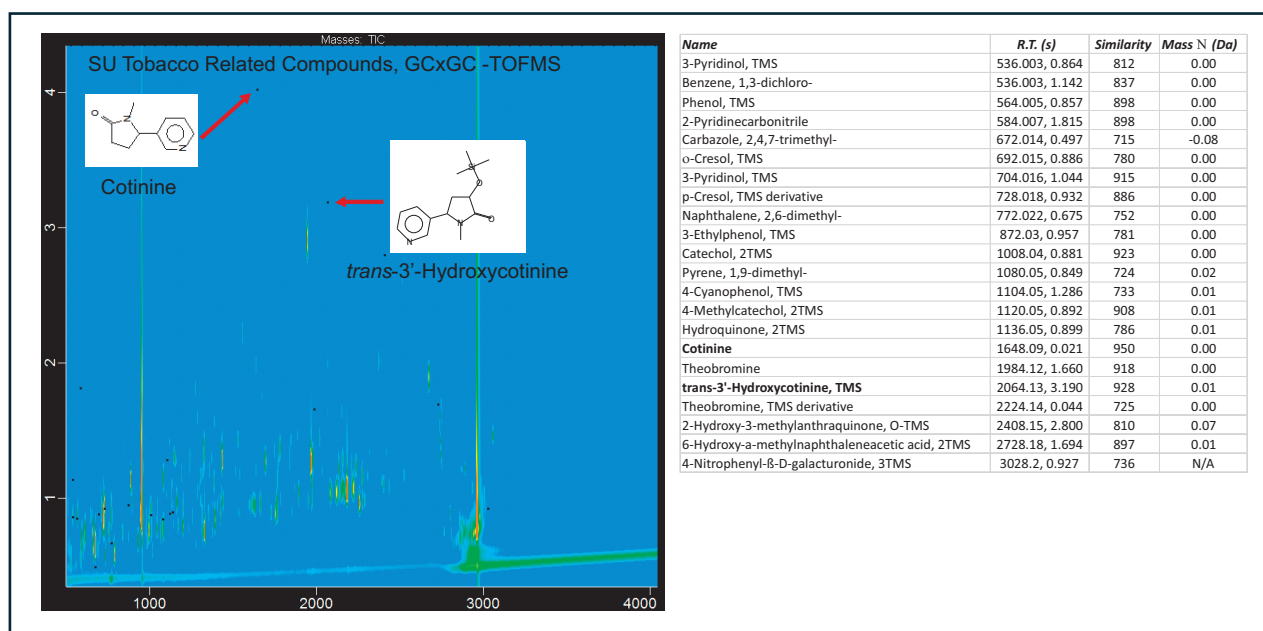 Masses: TIC
SU Tobacco Related Compounds, GCxGC -TOFMS
O
N
N
Cotinine
Si
O
O
N
N
trans-3'-Hydroxycotinine
4
3
2
1
1000 2000 3000 4000
Name R.T. (s) Similarity Mass N (Da)
3-Pyridinol, TMS 536.003, 0.864 812 0.00
Benzene, 1,3-dichloro- 536.003, 1.142 837 0.00
Phenol, TMS 564.005, 0.857 898 0.00
2-Pyridinecarbonitrile 584.007, 1.815 898 0.00
Carbazole, 2,4,7-trimethyl- 672.014, 0.497 715 -0.08
o-Cresol, TMS 692.015, 0.886 780 0.00
3-Pyridinol, TMS 704.016, 1.044 915 0.00
p-Cresol, TMS derivative 728.018, 0.932 886 0.00
Naphthalene, 2,6-dimethyl- 772.022, 0.675 752 0.00
3-Ethylphenol, TMS 872.03, 0.957 781 0.00
Catechol, 2TMS 1008.04, 0.881 923 0.00
Pyrene, 1,9-dimethyl- 1080.05, 0.849 724 0.02
4-Cyanophenol, TMS 1104.05, 1.286 733 0.01
4-Methylcatechol, 2TMS 1120.05, 0.892 908 0.01
Hydroquinone, 2TMS 1136.05, 0.899 786 0.01
Cotinine 1648.09, 0.021 950 0.00
Theobromine 1984.12, 1.660 918 0.00
trans-3'-Hydroxycotinine, TMS 2064.13, 3.190 928 0.01
Theobromine, TMS derivative 2224.14, 0.044 725 0.00
2-Hydroxy-3-methylanthraquinone, O-TMS 2408.15, 2.800 810 0.07
6-Hydroxy-a-methylnaphthaleneacetic acid, 2TMS 2728.18, 1.694 897 0.01
4-Nitrophenyl-ß-D-galacturonide, 3TMS 3028.2, 0.927 736 N/A